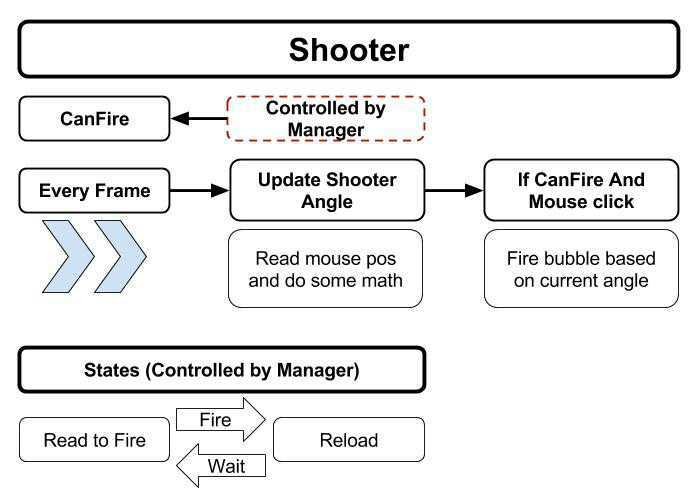 Shooter
CanFire
Controlled by
Manager
Every Frame
Update Shooter
Angle
If CanFire And
Mouse click
Read mouse pos
and do some math
Fire bubble based
on current angle
States (Controlled by Manager)
Read to Fire
Fire
Wait
Reload